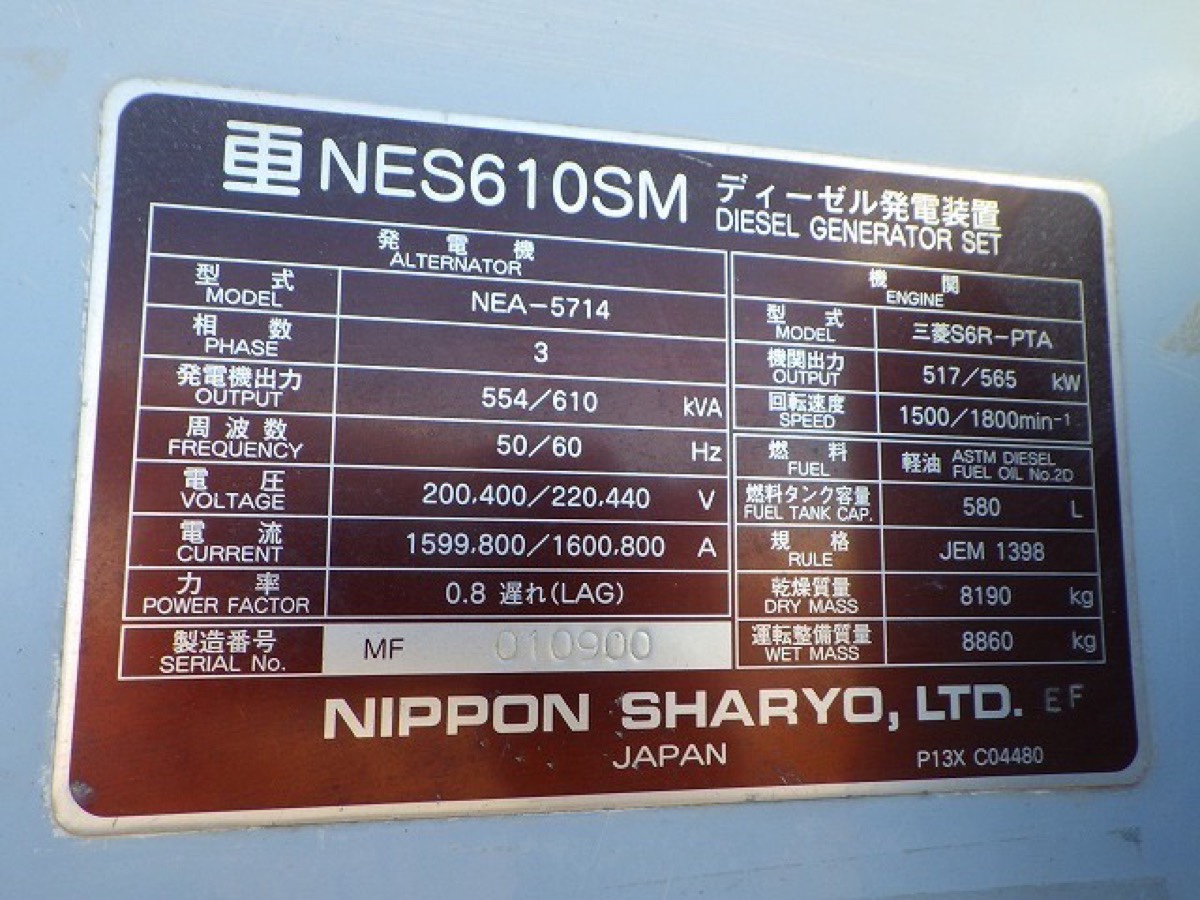 NES610SM ディーゼル発電装置
DIESEL GENERATOR SET
発電機
ALTERNATOR
型式 NEA-5714
MODEL
相数 3
PHASE
発電機出力 554/610 kVA
OUTPUT
周波数 50/60 Hz
FREQUENCY
電圧 200,400/220,440 V
VOLTAGE
電流 1599,800/1600,800 A
CURRENT
力率 0.8 遅れ(LAG)
POWER FACTOR
製造番号 MF 010900
SERIAL No.
機関
ENGINE
型式 三菱S6R-PTA
MODEL
機関出力 517/565 kW
OUTPUT
回転速度 1500/1800min⁻¹
SPEED
燃料 軽油 ASTM DIESEL
FUEL FUEL OIL No.2D
燃料タンク容量 580 L
FUEL TANK CAP.
規格 JEM 1398
RULE
乾燥質量 8190 kg
DRY MASS
運転整備質量 8860 kg
WET MASS
NIPPON SHARYO, LTD. EF
JAPAN
P13X C04480